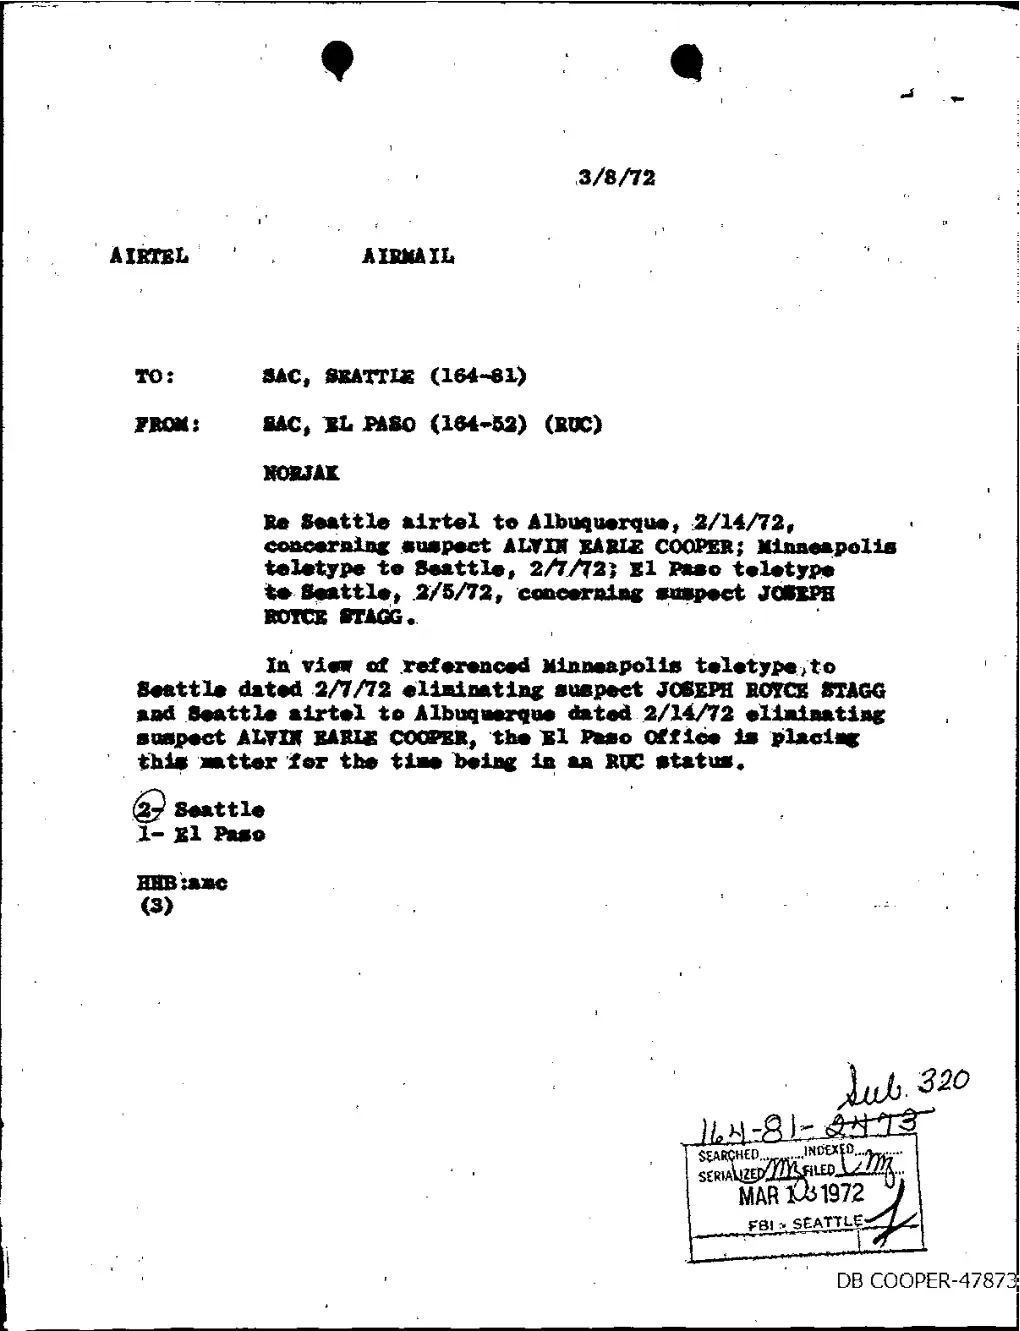 3/8/72
AIRTEL AIRMAIL
TO: SAC, SEATTLE (164-81)
FROM: SAC, EL PASO (164-52) (RUC)
NORJAK
Re Seattle airtel to Albuquerque, 2/14/72,
concerning suspect ALVIN EARLE COOPER; Minneapolis
teletype to Seattle, 2/7/72; El Paso teletype
to Seattle, 2/5/72, concerning suspect JOSEPH
ROYCE STAGG.
In view of referenced Minneapolis teletype to
Seattle dated 2/7/72 eliminating suspect JOSEPH ROYCE STAGG
and Seattle airtel to Albuquerque dated 2/14/72 eliminating
suspect ALVIN EARLE COOPER, the El Paso Office is placing
this matter for the time being in an RUC status.
2- Seattle
1- El Paso
HHB:amc
(3)
Sub. 320
164-81-2473
SEARCHED......INDEXED......
SERIALIZED FILED
MAR 1972
FBI - SEATTLE
DB COOPER-47873